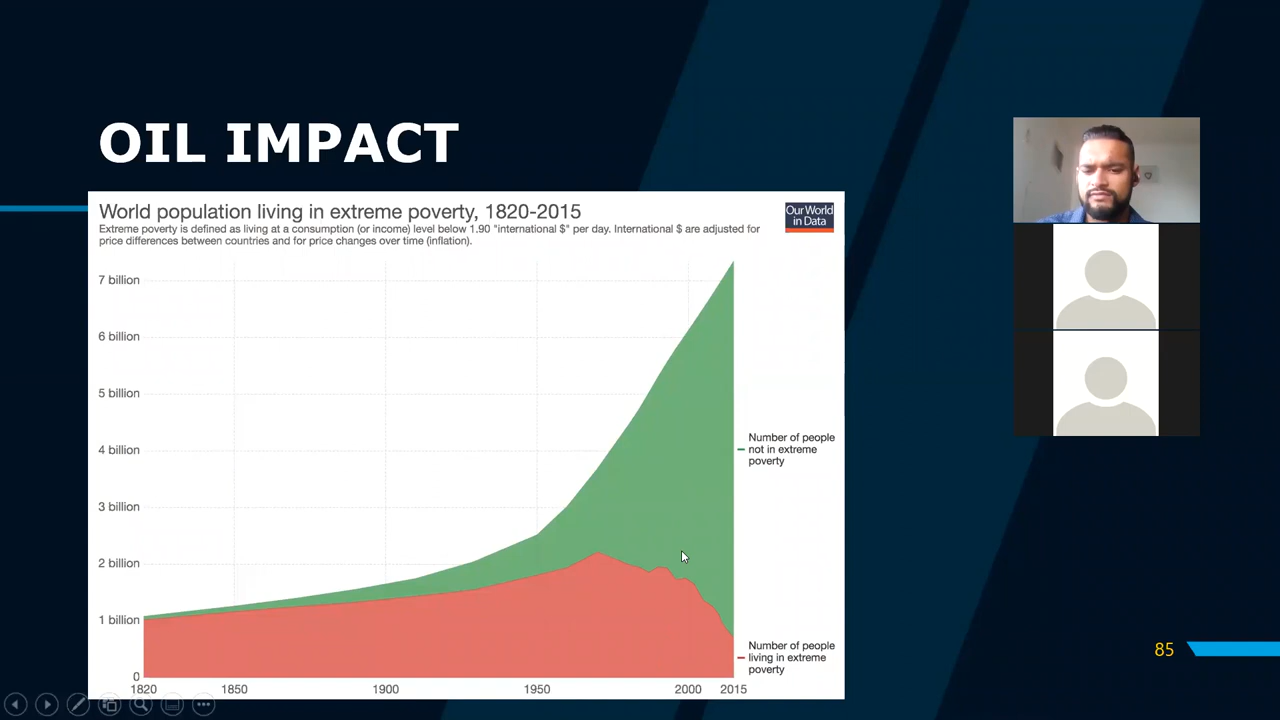 OIL IMPACT
World population living in extreme poverty, 1820-2015
Extreme poverty is defined as living at a consumption (or income) level below 1.90 "international $" per day. International $ are adjusted for
price differences between countries and for price changes over time (inflation).
Our World
in Data
7 billion
6 billion
5 billion
4 billion
3 billion
2 billion
1 billion
0
Number of people
not in extreme
poverty
Number of people
living in extreme
poverty
1820
1850
1900
1950
2000
2015
85